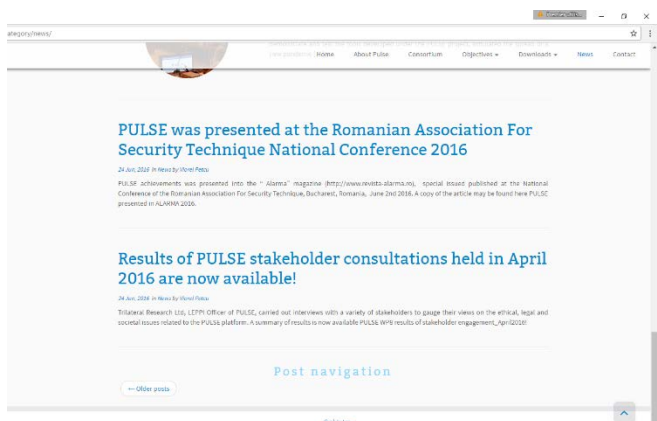 ategory/news/
Home About Pulse Consortium Objectives Downloads News Contact
PULSE was presented at the Romanian Association For
Security Technique National Conference 2016
24 Jun, 2016 in News by Viorel Petcu
PULSE achievements was presented into the " Alarma" magazine (http://www.revista-alarma.ro), special issued published at the National
Conference of the Romanian Association For Security Technique, Bucharest, Romania, June 2nd 2016. A copy of the article may be found here PULSE
presented in ALARMA 2016.
Results of PULSE stakeholder consultations held in April
2016 are now available!
24 Jun, 2016 in News by Viorel Petcu
Trilateral Research Ltd, LEPPI Officer of PULSE, carried out interviews with a variety of stakeholders to gauge their views on the ethical, legal and
societal issues related to the PULSE platform. A summary of results is now available PULSE WP8 results of stakeholder engagement_April2016!
Post navigation
← Older posts